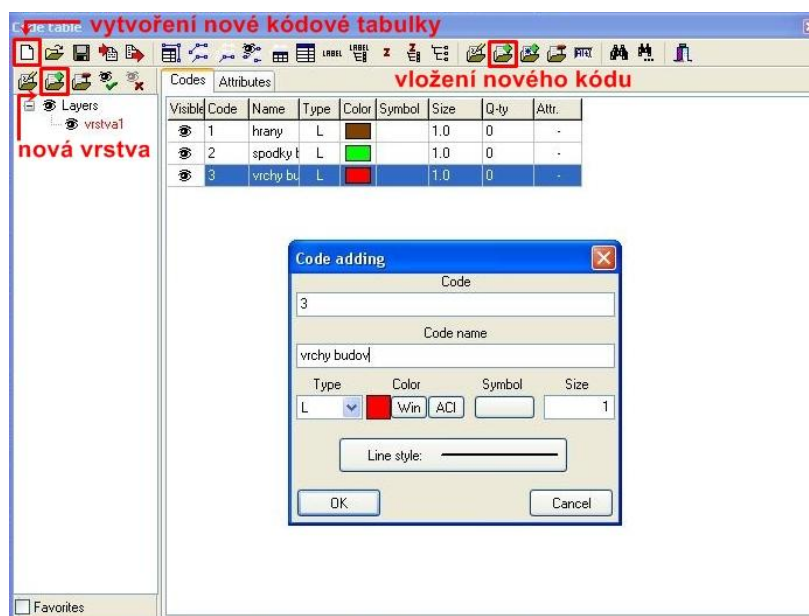 Code table
vytvoření nové kódové tabulky
LABEL LABEL Z Z
Codes Attributes
vložení nového kódu
Layers
vrstva1
nová vrstva
Visible Code Name Type Color Symbol Size Q-ty Attr.
1 hrany L 1.0 0 -
2 spodky b L 1.0 0 -
3 vrchy bu L 1.0 0 -
Code adding
Code
3
Code name
vrchy budov
Type Color Symbol Size
L Win ACI 1
Line style:
OK Cancel
Favorites